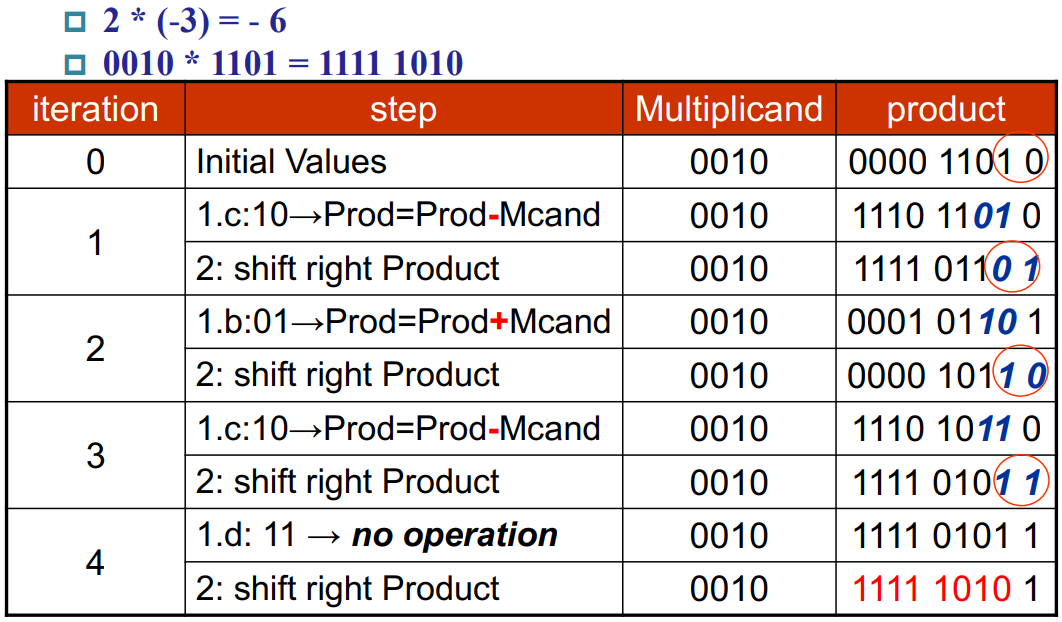 2 * (-3) = - 6
0010 * 1101 = 1111 1010
iteration step Multiplicand product
0 Initial Values 0010 0000 1101 0
1 1.c:10→Prod=Prod-Mcand 0010 1110 1101 0
2: shift right Product 0010 1111 0110 1
2 1.b:01→Prod=Prod+Mcand 0010 0001 0110 1
2: shift right Product 0010 0000 1011 0
3 1.c:10→Prod=Prod-Mcand 0010 1110 1011 0
2: shift right Product 0010 1111 0101 1
4 1.d: 11 → no operation 0010 1111 0101 1
2: shift right Product 0010 1111 1010 1